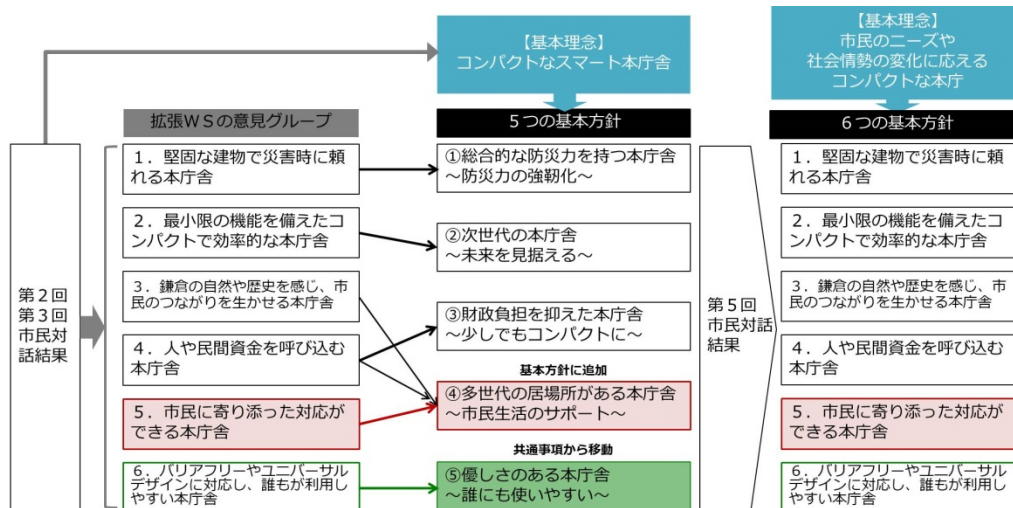 【基本理念】
コンパクトなスマート本庁舎
【基本理念】
市民のニーズや
社会情勢の変化に応える
コンパクトな本庁
拡張ＷＳの意見グループ
５つの基本方針
６つの基本方針
第２回
第３回
市民対
話結果
１．堅固な建物で災害時に頼
れる本庁舎
２．最小限の機能を備えたコ
ンパクトで効率的な本庁舎
３．鎌倉の自然や歴史を感じ、市
民のつながりを生かせる本庁舎
４．人や民間資金を呼び込む
本庁舎
５．市民に寄り添った対応が
できる本庁舎
６．バリアフリーやユニバーサル
デザインに対応し、誰もが利用し
やすい本庁舎
①総合的な防災力を持つ本庁舎
～防災力の強靭化～
②次世代の本庁舎
～未来を見据える～
③財政負担を抑えた本庁舎
～少しでもコンパクトに～
基本方針に追加
④多世代の居場所がある本庁舎
～市民生活のサポート～
共通事項から移動
⑤優しさのある本庁舎
～誰にも使いやすい～
第５回
市民対話
結果
１．堅固な建物で災害時に頼
れる本庁舎
２．最小限の機能を備えたコ
ンパクトで効率的な本庁舎
３．鎌倉の自然や歴史を感じ、市
民のつながりを生かせる本庁舎
４．人や民間資金を呼び込む
本庁舎
５．市民に寄り添った対応が
できる本庁舎
６．バリアフリーやユニバーサル
デザインに対応し、誰もが利用し
やすい本庁舎